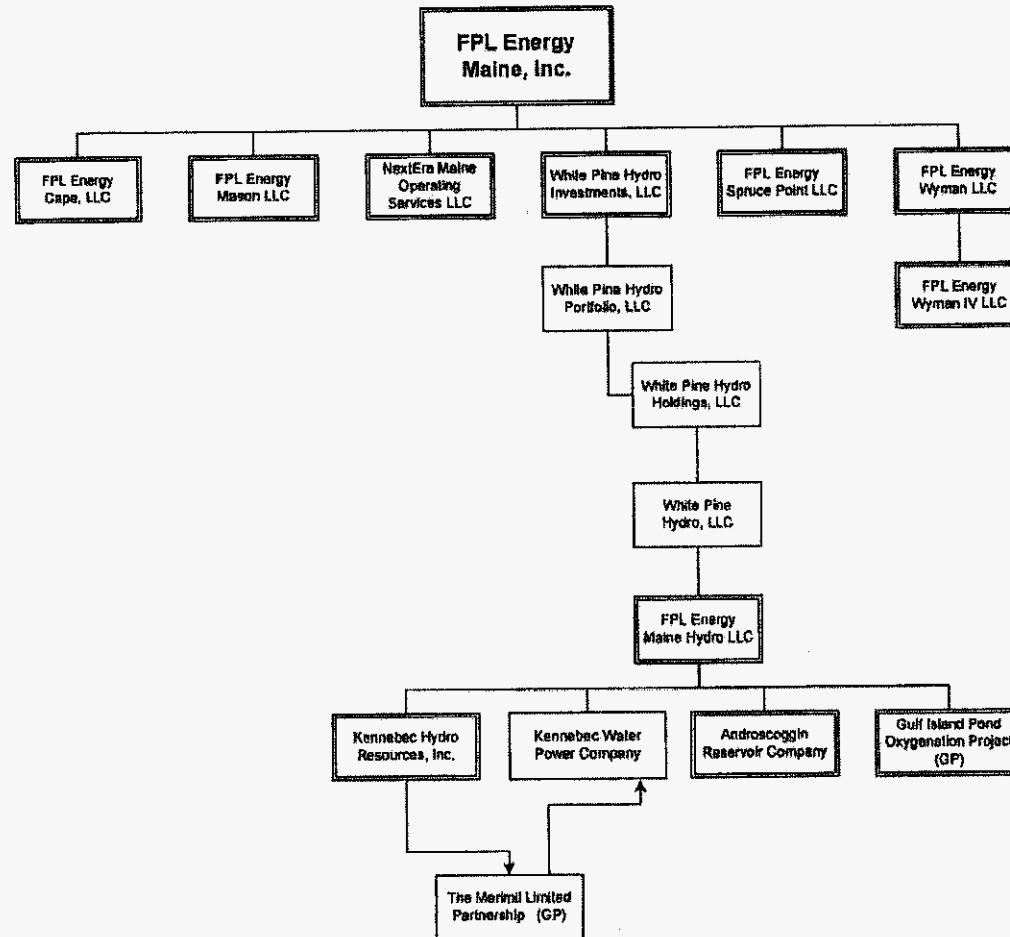 FPL Energy
Maine, Inc.
FPL Energy
Cape, LLC
FPL Energy
Mason LLC
NextEra Maine
Operating
Services LLC
White Pine Hydro
Investments, LLC
FPL Energy
Spruce Point LLC
FPL Energy
Wyman LLC
White Pine Hydro
Portfolio, LLC
FPL Energy
Wyman IV LLC
White Pine Hydro
Holdings, LLC
White Pine
Hydro, LLC
FPL Energy
Maine Hydro LLC
Kennebec Hydro
Resources, Inc.
Kennebec Water
Power Company
Androscoggin
Reservoir Company
Gulf Island Pond
Oxygenation Project
(GP)
The Merimil Limited
Partnership (GP)